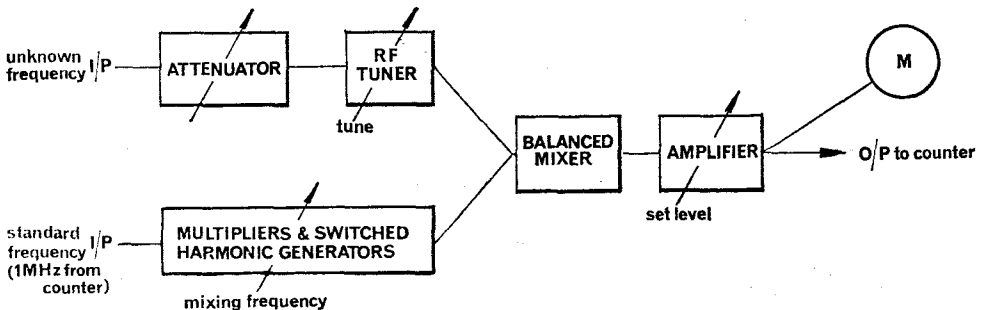 unknown
frequency I/P
ATTENUATOR
RF
TUNER
tune
M
BALANCED
MIXER
AMPLIFIER
O/P to counter
set level
standard
frequency I/P
(1MHz from
counter)
MULTIPLIERS & SWITCHED
HARMONIC GENERATORS
mixing frequency